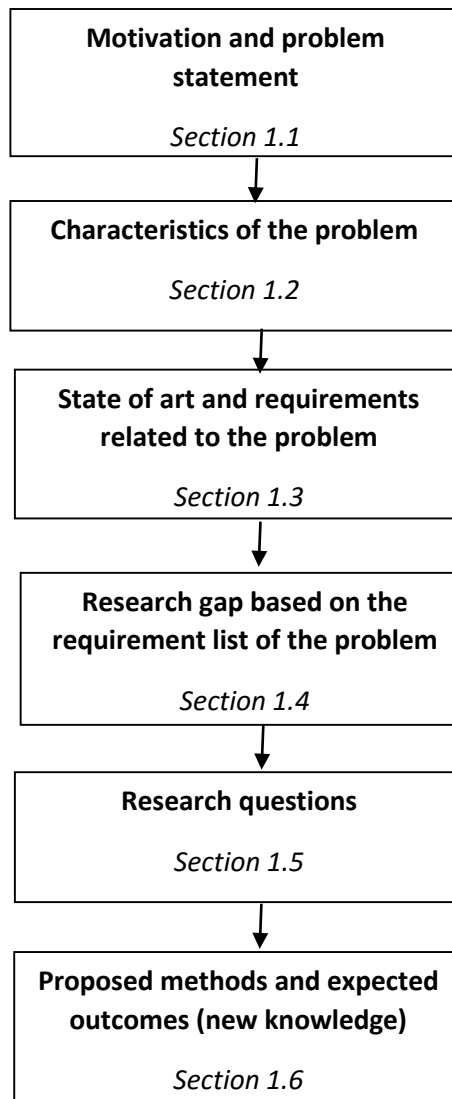 Motivation and problem
statement
Section 1.1
Characteristics of the problem
Section 1.2
State of art and requirements
related to the problem
Section 1.3
Research gap based on the
requirement list of the problem
Section 1.4
Research questions
Section 1.5
Proposed methods and expected
outcomes (new knowledge)
Section 1.6